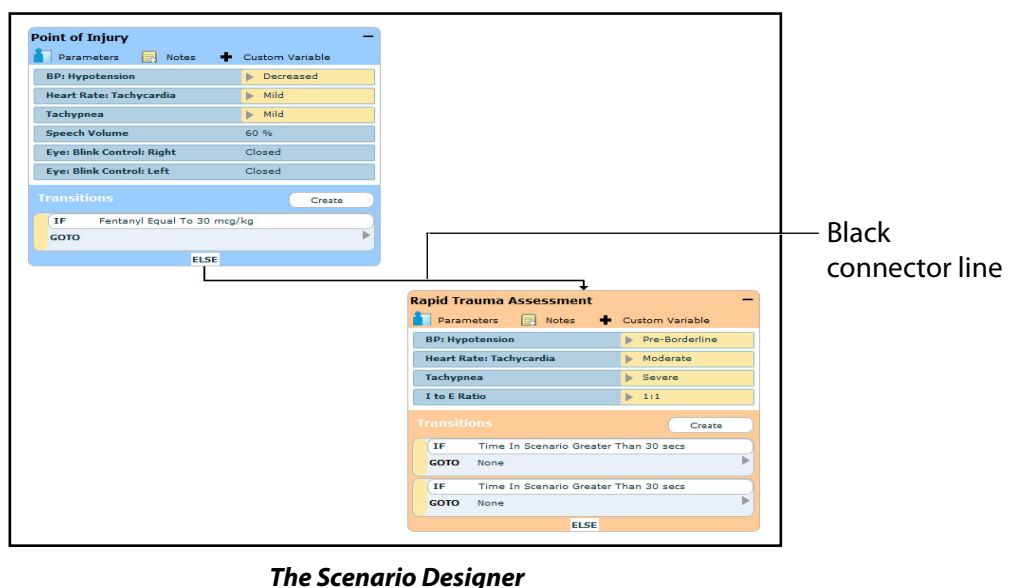 Point of Injury
Parameters Notes Custom Variable
BP: Hypotension Decreased
Heart Rate: Tachycardia Mild
Tachypnea Mild
Speech Volume 60 %
Eye: Blink Control: Right Closed
Eye: Blink Control: Left Closed
Transitions Create
IF Fentanyl Equal To 30 mcg/kg
GOTO
ELSE
Black
connector line
Rapid Trauma Assessment
Parameters Notes Custom Variable
BP: Hypotension Pre-Borderline
Heart Rate: Tachycardia Moderate
Tachypnea Severe
I to E Ratio 1:1
Transitions Create
IF Time In Scenario Greater Than 30 secs
GOTO None
IF Time In Scenario Greater Than 30 secs
GOTO None
ELSE
The Scenario Designer